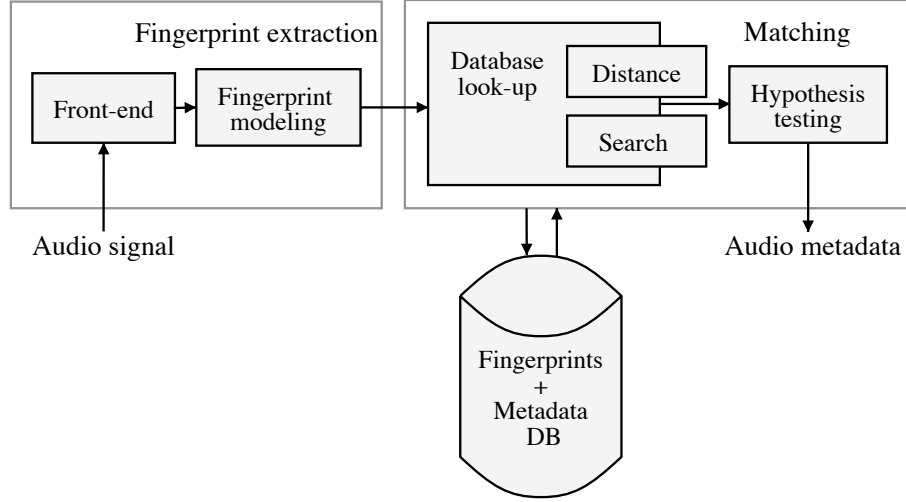 Fingerprint extraction
Front-end
Fingerprint
modeling
Audio signal
Matching
Database
look-up
Distance
Search
Hypothesis
testing
Audio metadata
Fingerprints
+
Metadata
DB